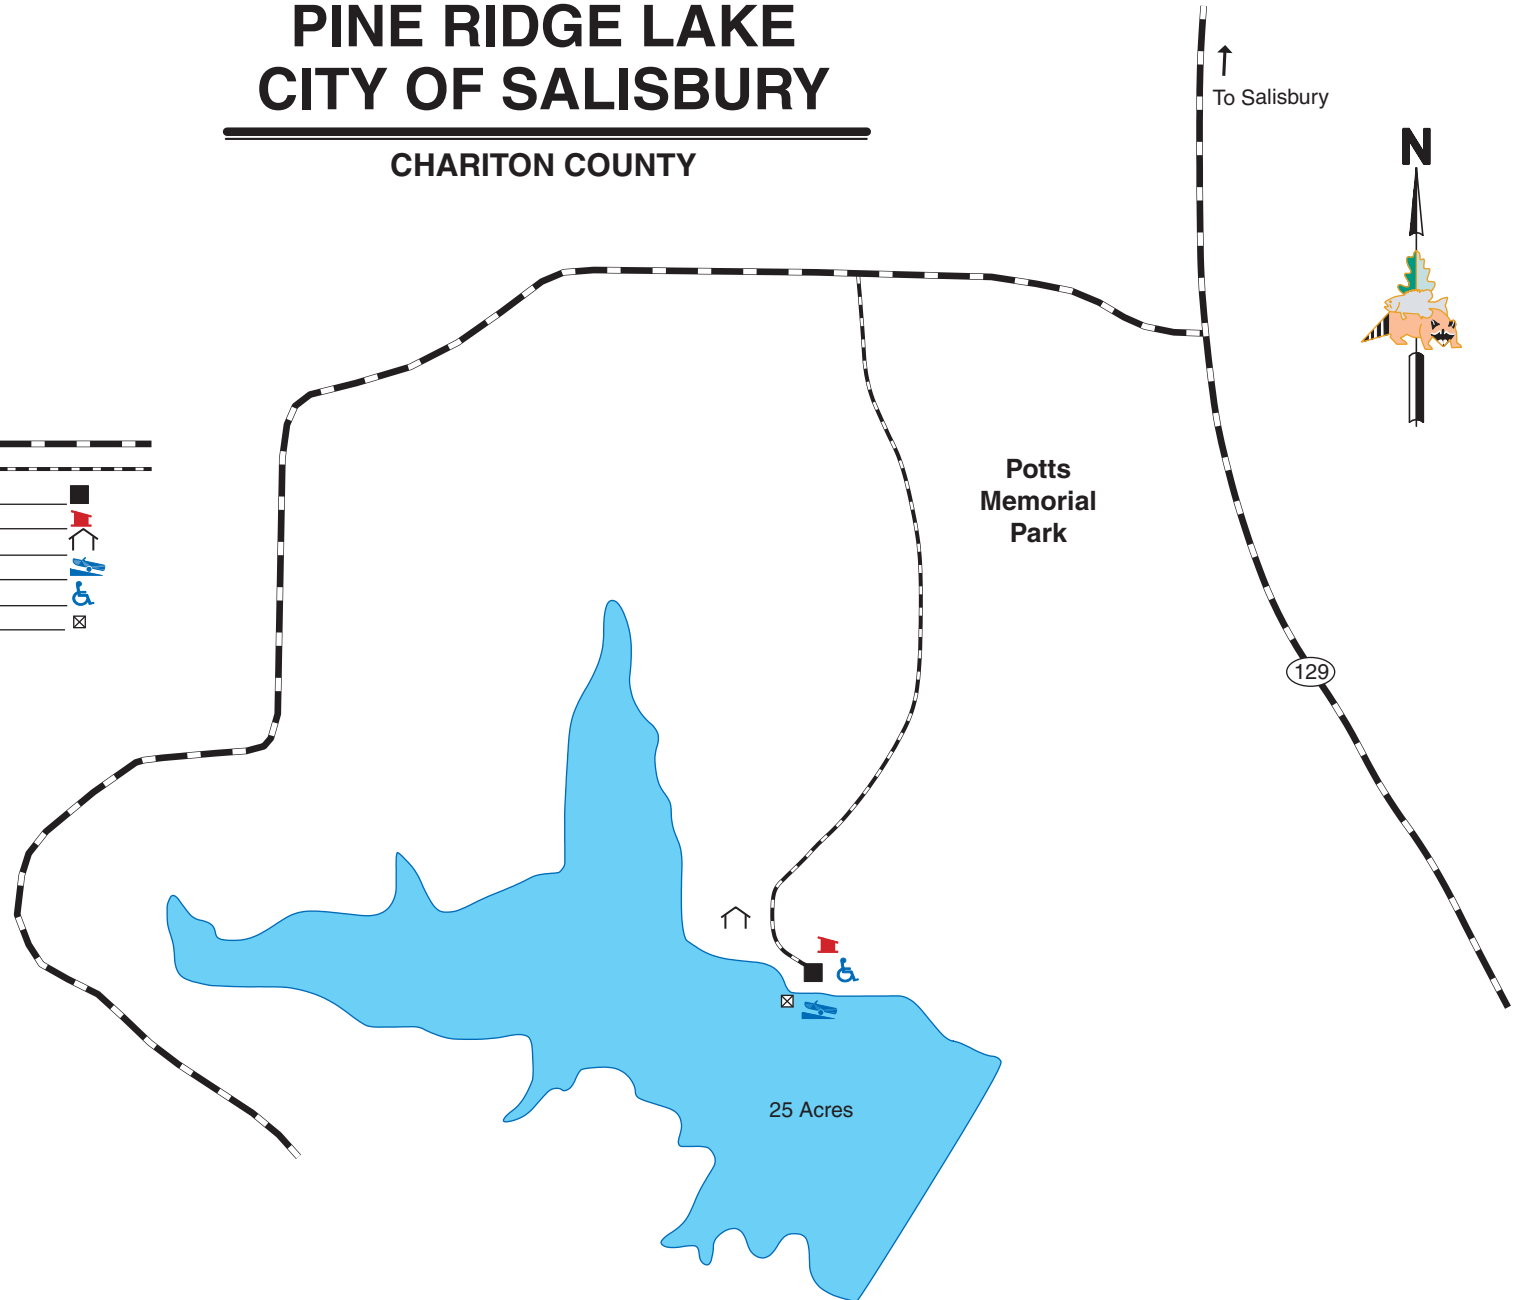 PINE RIDGE LAKE
CITY OF SALISBURY
CHARITON COUNTY
To Salisbury
N
Potts
Memorial
Park
129
25 Acres